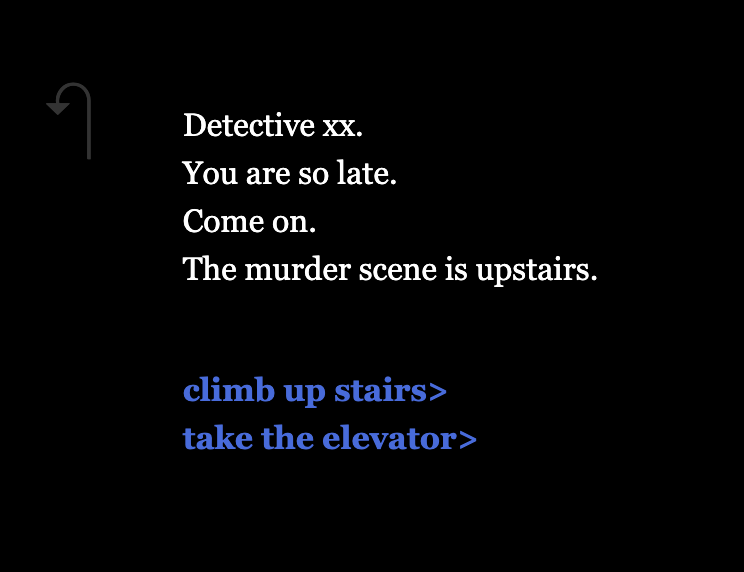 Detective xx.
You are so late.
Come on.
The murder scene is upstairs.
climb up stairs>
take the elevator>